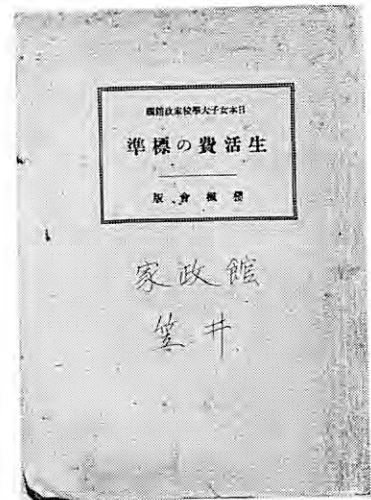 日本女子大學校家政館編
生活費の標準
櫻楓會版
家政館
笠井